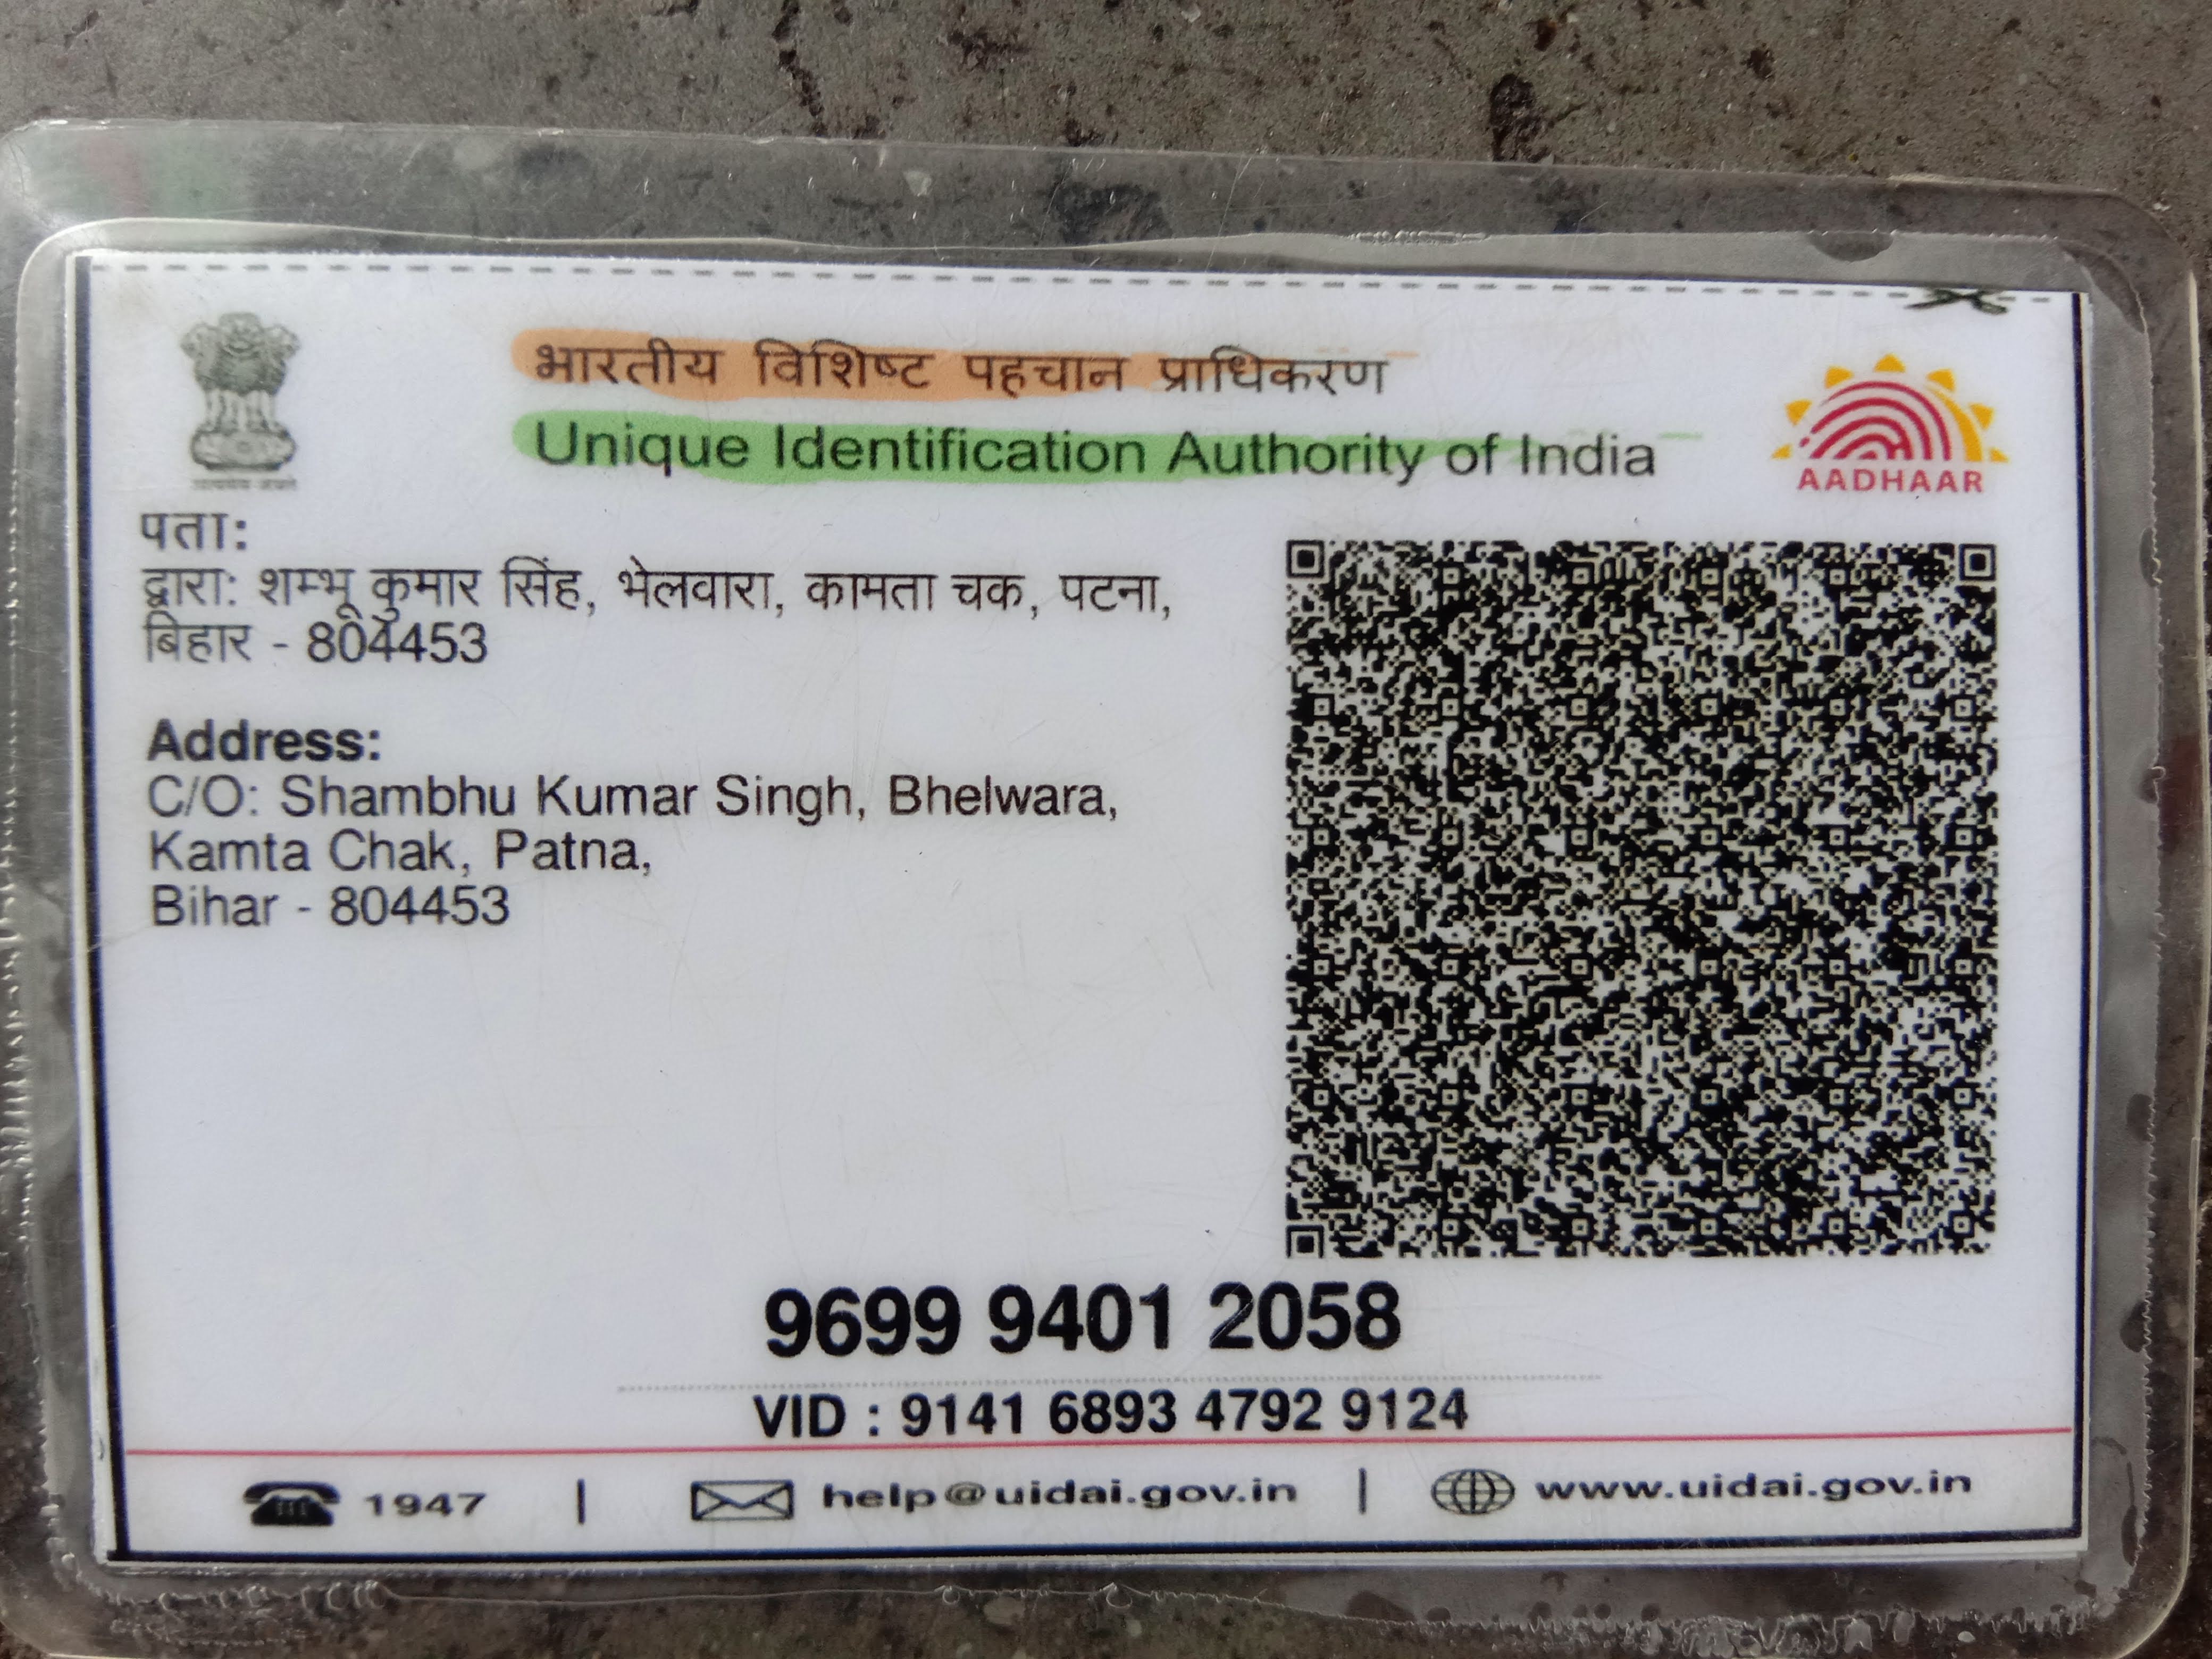 भारतीय विशिष्ट पहचान प्राधिकरण
Unique Identification Authority of India
AADHAAR
पता:
द्वारा: शम्भू कुमार सिंह, भेलवारा, कामता चक, पटना,
बिहार - 804453
Address:
C/O: Shambhu Kumar Singh, Bhelwara,
Kamta Chak, Patna,
Bihar - 804453
9699 9401 2058
VID : 9141 6893 4792 9124
1947 | help@uidai.gov.in | www.uidai.gov.in